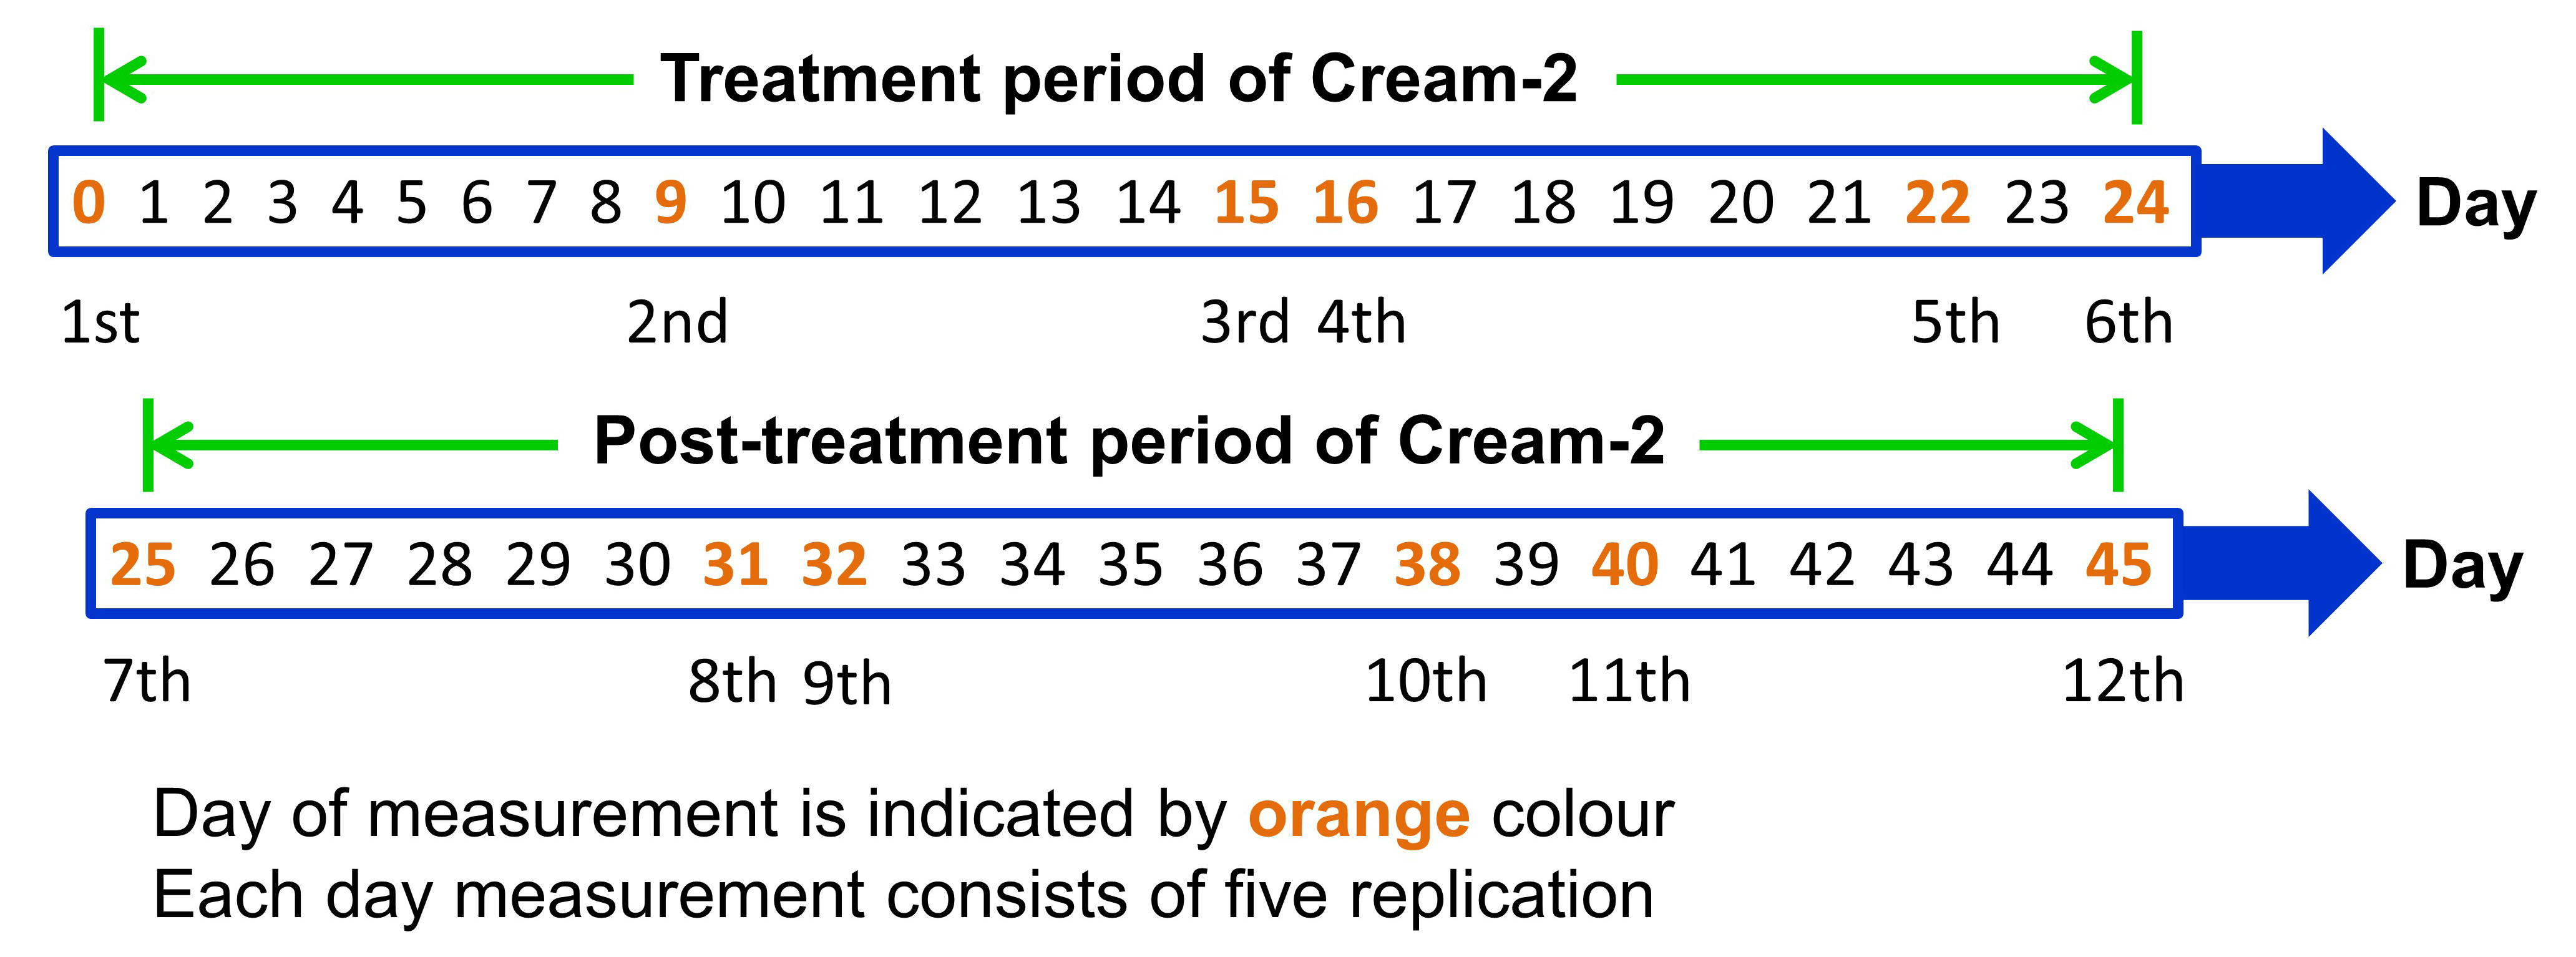 Treatment period of Cream-2
0 1 2 3 4 5 6 7 8 9 10 11 12 13 14 15 16 17 18 19 20 21 22 23 24 Day
1st 2nd 3rd 4th 5th 6th
Post-treatment period of Cream-2
25 26 27 28 29 30 31 32 33 34 35 36 37 38 39 40 41 42 43 44 45 Day
7th 8th 9th 10th 11th 12th
Day of measurement is indicated by orange colour
Each day measurement consists of five replication